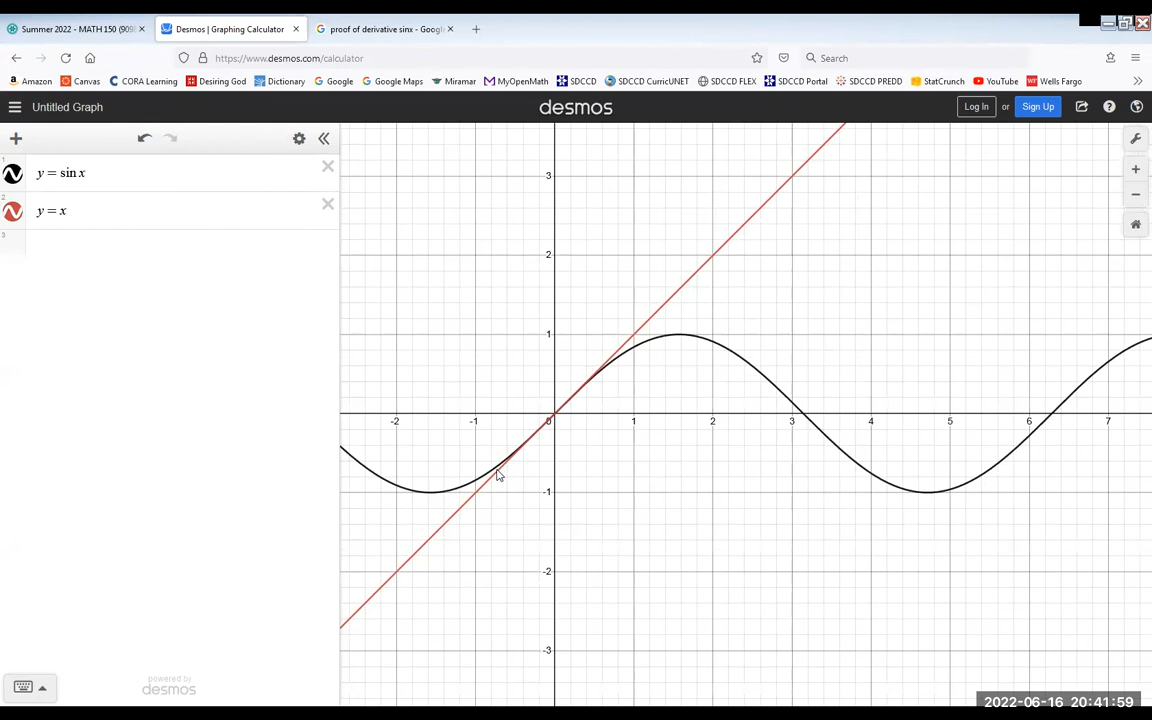 Summer 2022 - MATH 150 (909
Desmos | Graphing Calculator
proof of derivative sinx - Googl
https://www.desmos.com/calculator
Search
Amazon Canvas CORA Learning Desiring God Dictionary Google Google Maps Miramar MyOpenMath SDCCD SDCCD CurricUNET SDCCD FLEX SDCCD Portal SDCCD PREDD StatCrunch YouTube Wells Fargo
Untitled Graph
desmos
Log In or Sign Up
1
y = sin x
2
y = x
3
3
2
1
-2 -1 0 1 2 3 4 5 6 7
-1
-2
-3
powered by
desmos
2022-06-16 20:41:59